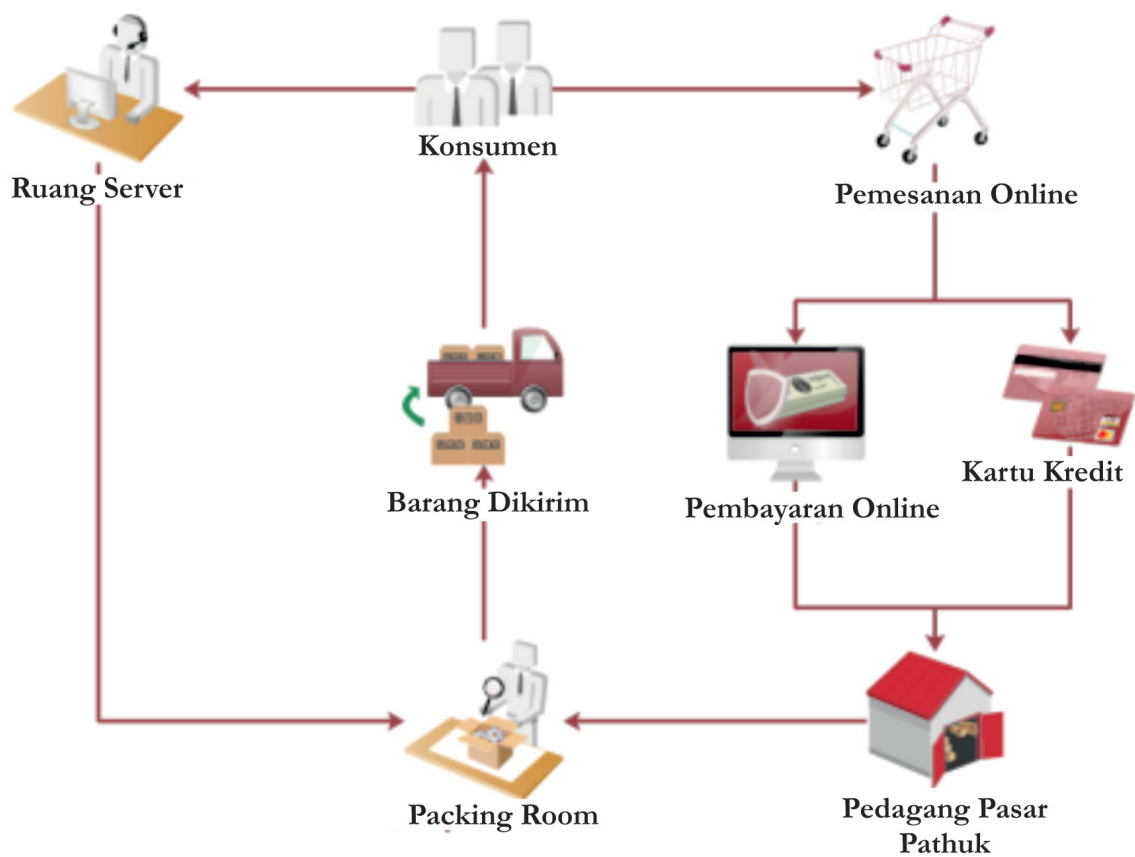 Konsumen
Ruang Server
Pemesanan Online
Kartu Kredit
Barang Dikirim
Pembayaran Online
Packing Room
Pedagang Pasar
Pathuk